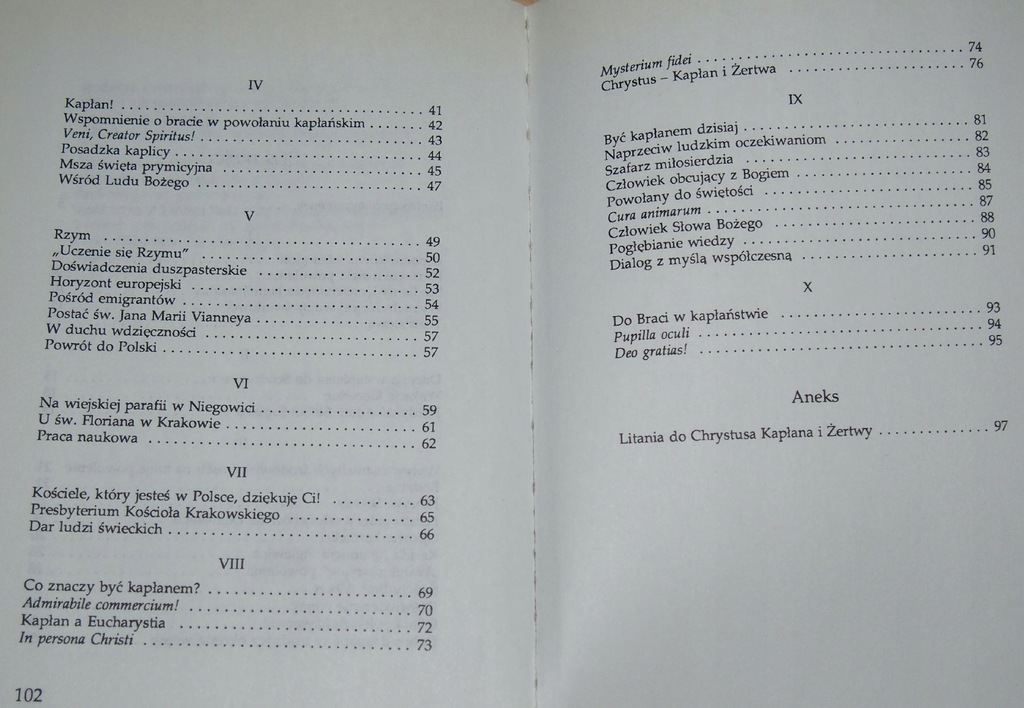 IV
Kapłan! 41
Wspomnienie o bracie w powołaniu kapłańskim 42
Veni, Creator Spiritus! 43
Posadzka kaplicy 44
Msza święta prymicyjna 45
Wśród Ludu Bożego 47
V
Rzym 49
„Uczenie się Rzymu" 50
Doświadczenia duszpasterskie 52
Horyzont europejski 53
Pośród emigrantów 54
Postać św. Jana Marii Vianneya 55
W duchu wdzięczności 57
Powrót do Polski 57
VI
Na wiejskiej parafii w Niegowici 59
U św. Floriana w Krakowie 61
Praca naukowa 62
VII
Kościele, który jesteś w Polsce, dziękuję Ci! 63
Presbyterium Kościoła Krakowskiego 65
Dar ludzi świeckich 66
VIII
Co znaczy być kapłanem? 69
Admirabile commercium! 70
Kapłan a Eucharystia 72
In persona Christi 73
102
Mysterium fidei 74
Chrystus – Kapłan i Żertwa 76
IX
Być kapłanem dzisiaj 81
Naprzeciw ludzkim oczekiwaniom 82
Szafarz miłosierdzia 83
Człowiek obcujący z Bogiem 84
Powołany do świętości 85
Cura animarum 87
Człowiek Słowa Bożego 88
Pogłębianie wiedzy 90
Dialog z myślą współczesną 91
X
Do Braci w kapłaństwie 93
Pupilla oculi 94
Deo gratias! 95
Aneks
Litania do Chrystusa Kapłana i Żertwy 97